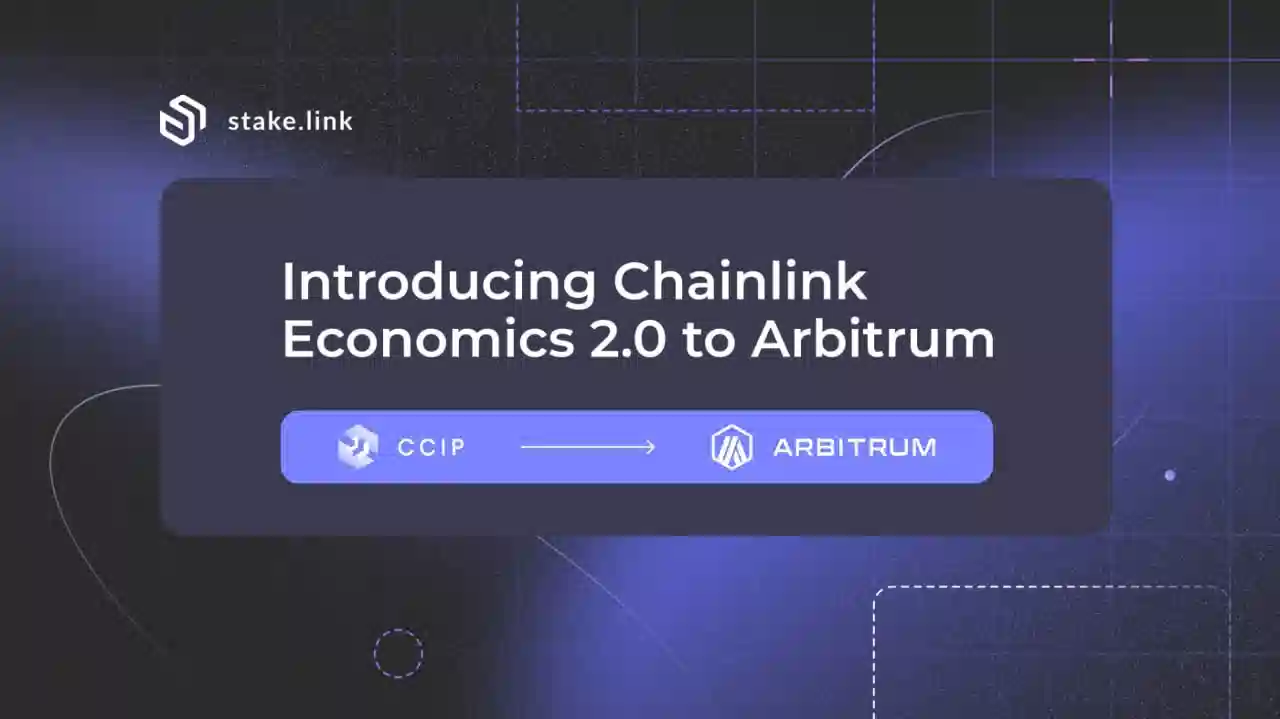 stake.link
Introducing Chainlink
Economics 2.0 to Arbitrum
CCIP
ARBITRUM